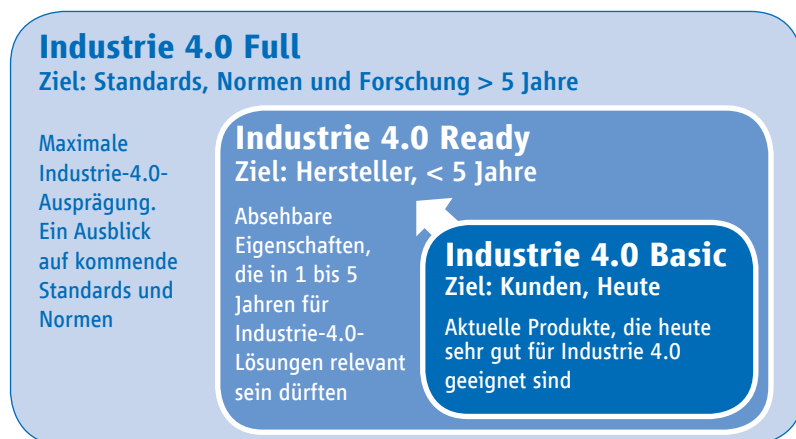 Industrie 4.0 Full
Ziel: Standards, Normen und Forschung > 5 Jahre
Maximale
Industrie-4.0-
Ausprägung.
Ein Ausblick
auf kommende
Standards und
Normen
Industrie 4.0 Ready
Ziel: Hersteller, < 5 Jahre
Absehbare
Eigenschaften,
die in 1 bis 5
Jahren für
Industrie-4.0-
Lösungen relevant
sein dürften
Industrie 4.0 Basic
Ziel: Kunden, Heute
Aktuelle Produkte, die heute
sehr gut für Industrie 4.0
geeignet sind